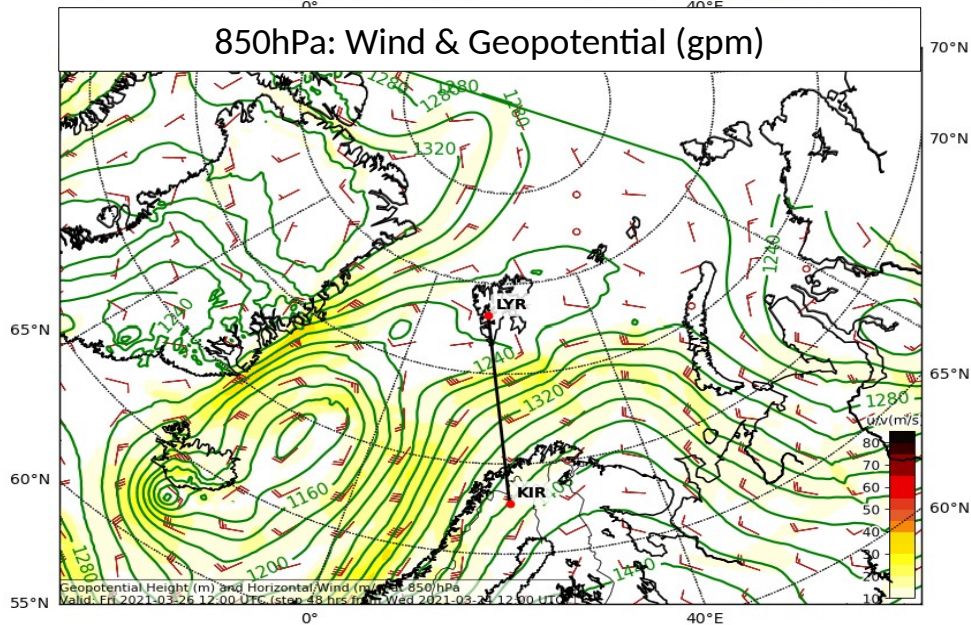 0° 40°E
850hPa: Wind & Geopotential (gpm)
70°N
1280
1280
1280
1280
1320
70°N
1240
1240
LYR
65°N
1240
65°N
1320
1280
u/v(m/s
80
70
60
50
40
30
20
10
60°N
KIR
1160
60°N
1200
1280
Geopotential Height (m) and Horizontal Wind (m/s) at 850 hPa
Valid: Fri 2021-03-26 12:00 UTC (step 48 hrs from Wed 2021-03-24 12:00 UTC)
55°N
0° 40°E